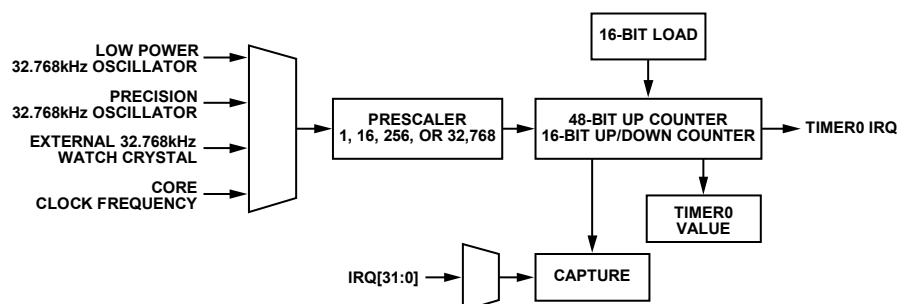 LOW POWER
32.768kHz OSCILLATOR
PRECISION
32.768kHz OSCILLATOR
EXTERNAL 32.768kHz
WATCH CRYSTAL
CORE
CLOCK FREQUENCY
PRESCALER
1, 16, 256, OR 32,768
16-BIT LOAD
48-BIT UP COUNTER
16-BIT UP/DOWN COUNTER
TIMER0 IRQ
TIMER0
VALUE
IRQ[31:0]
CAPTURE